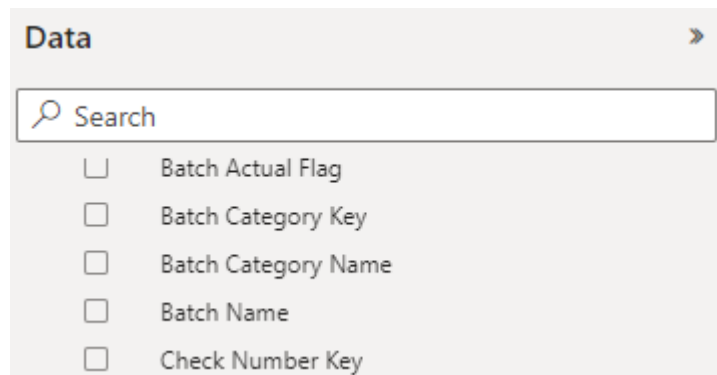 Data
Search
Batch Actual Flag
Batch Category Key
Batch Category Name
Batch Name
Check Number Key